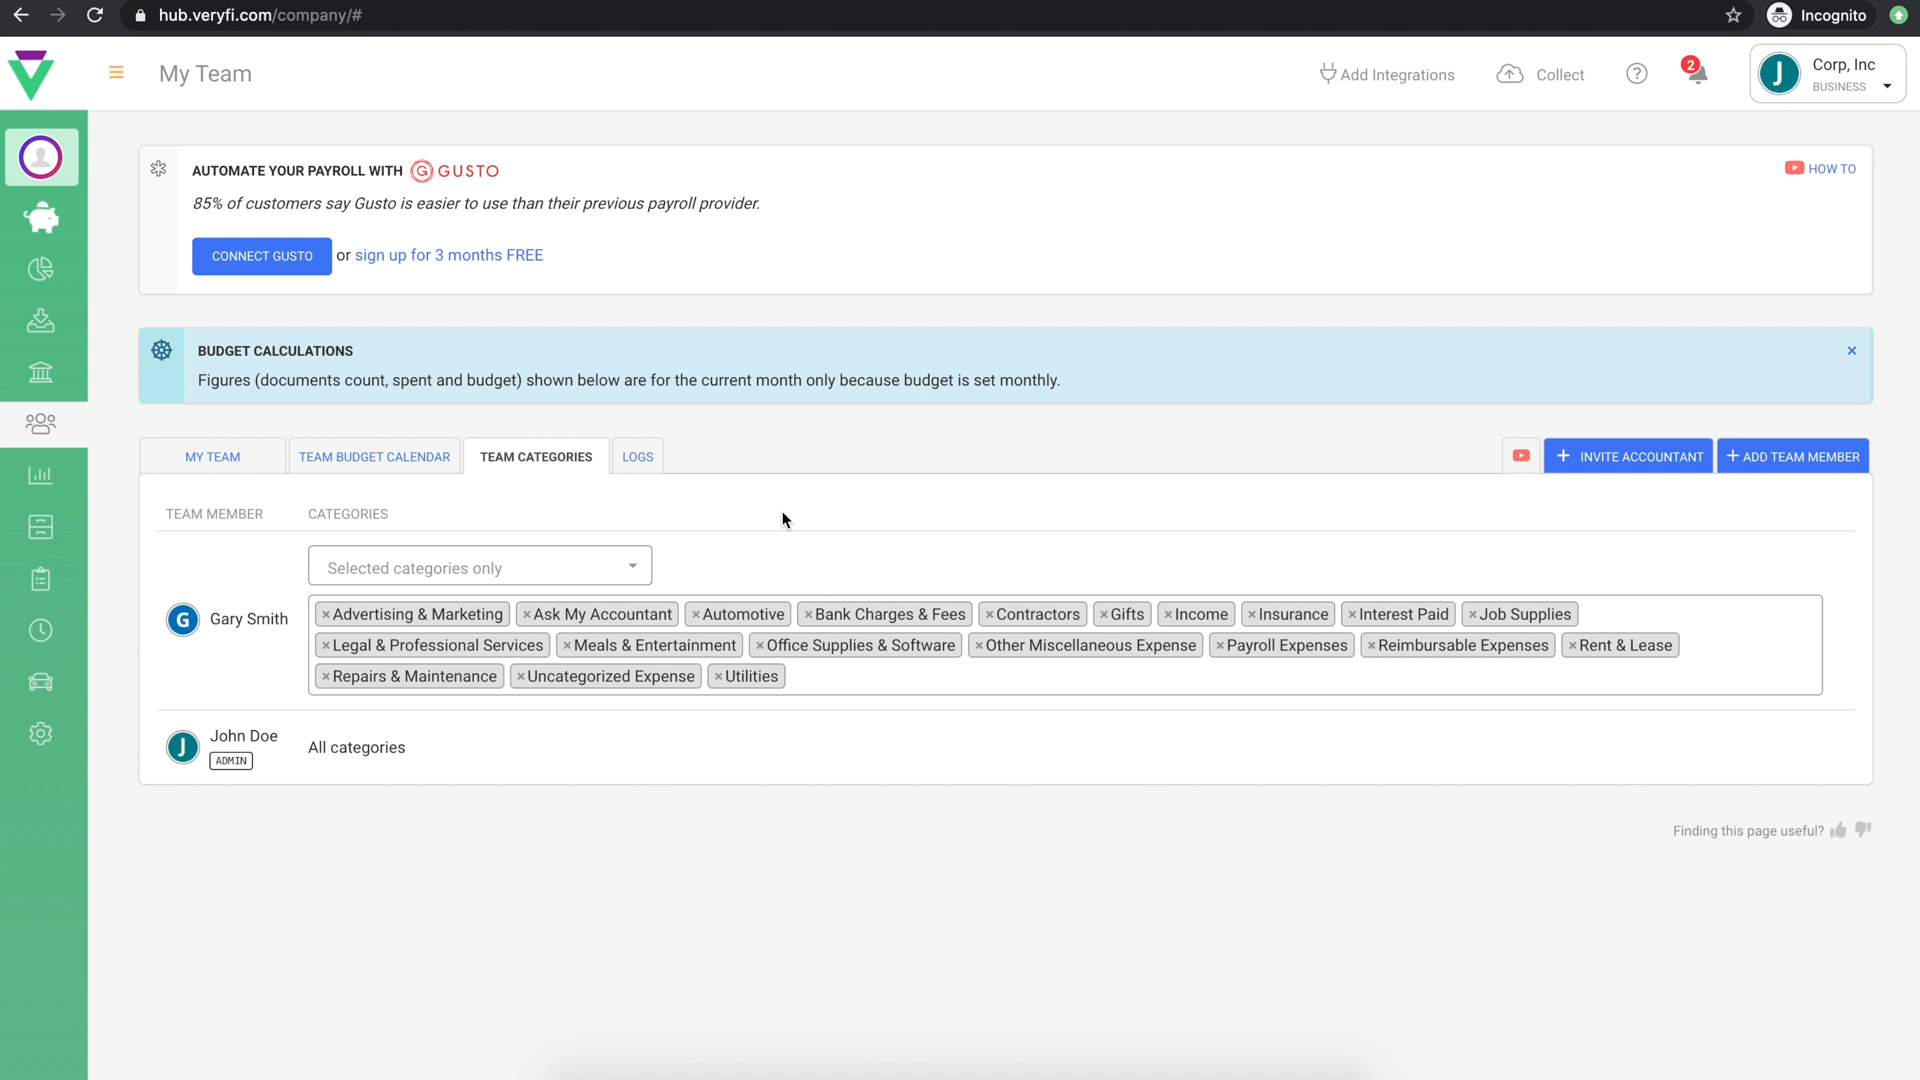 hub.veryfi.com/company/#
Incognito
My Team
Add Integrations
Collect
?
2
J
Corp, Inc
BUSINESS
AUTOMATE YOUR PAYROLL WITH G GUSTO
HOW TO
85% of customers say Gusto is easier to use than their previous payroll provider.
CONNECT GUSTO or sign up for 3 months FREE
BUDGET CALCULATIONS
×
Figures (documents count, spent and budget) shown below are for the current month only because budget is set monthly.
MY TEAM
TEAM BUDGET CALENDAR
TEAM CATEGORIES
LOGS
+ INVITE ACCOUNTANT
+ ADD TEAM MEMBER
TEAM MEMBER CATEGORIES
Selected categories only
G Gary Smith
×Advertising & Marketing ×Ask My Accountant ×Automotive ×Bank Charges & Fees ×Contractors ×Gifts ×Income ×Insurance ×Interest Paid ×Job Supplies
×Legal & Professional Services ×Meals & Entertainment ×Office Supplies & Software ×Other Miscellaneous Expense ×Payroll Expenses ×Reimbursable Expenses ×Rent & Lease
×Repairs & Maintenance ×Uncategorized Expense ×Utilities
J John Doe
ADMIN
All categories
Finding this page useful?